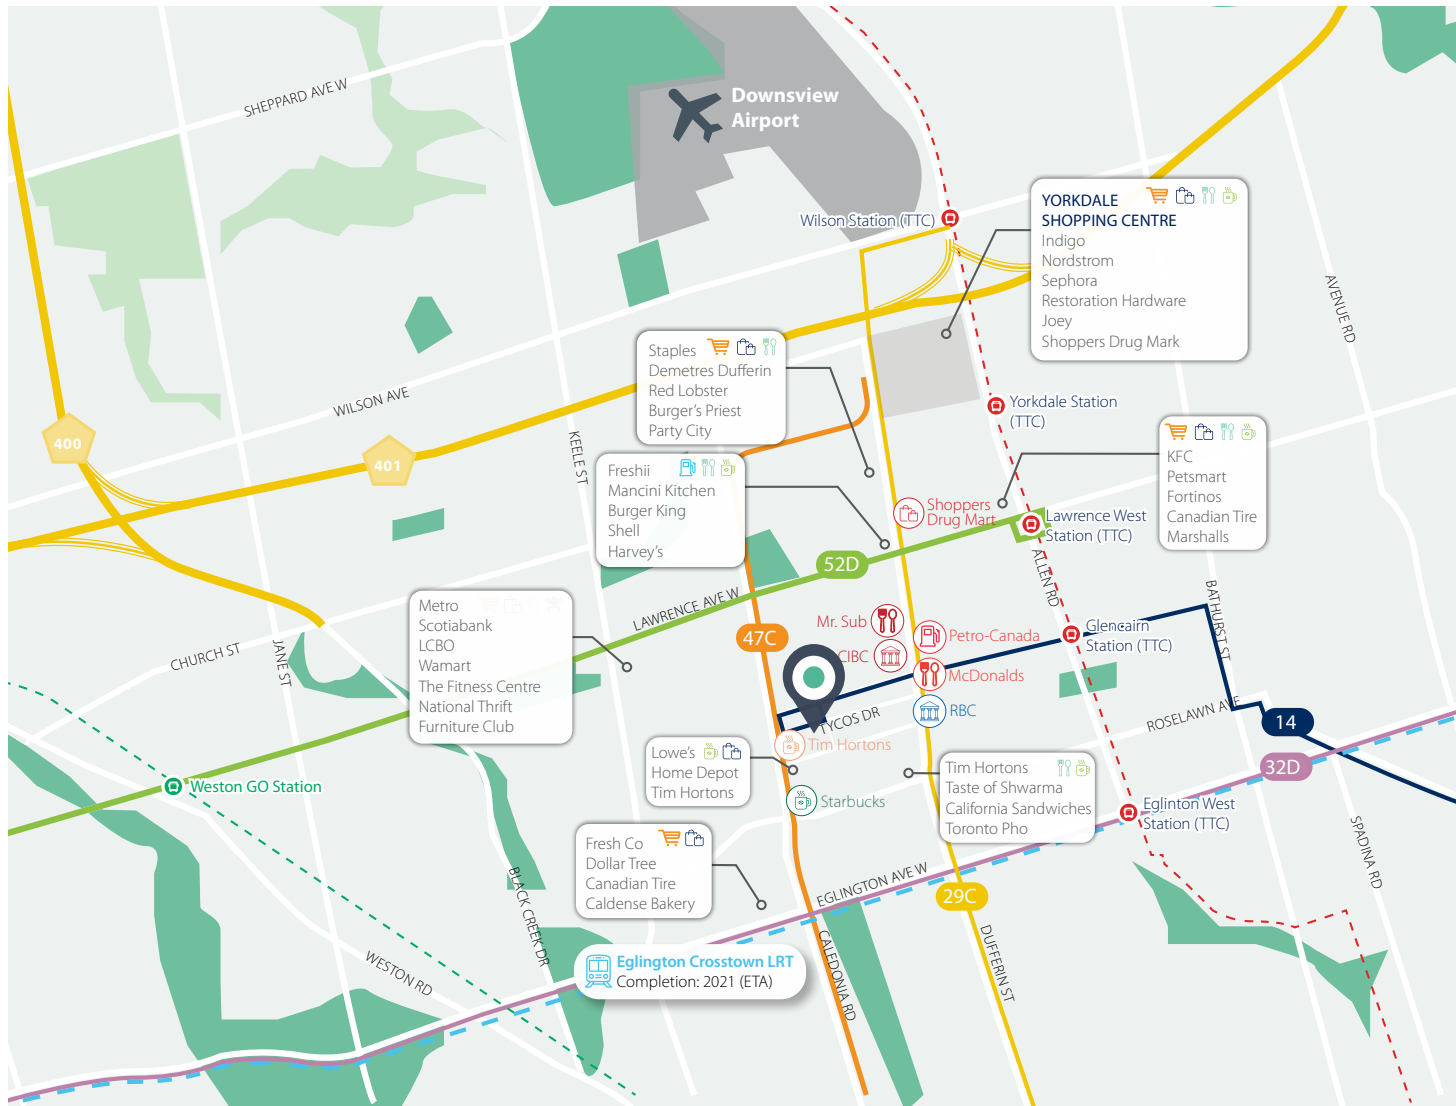 SHEPPARD AVE W
Downsview
Airport
Wilson Station (TTC)
YORKDALE
SHOPPING CENTRE
Indigo
Nordstrom
Sephora
Restoration Hardware
Joey
Shoppers Drug Mark
AVENUE RD
Staples
Demetres Dufferin
Red Lobster
Burger's Priest
Party City
WILSON AVE
Yorkdale Station
(TTC)
400
401
KEELE ST
KFC
Petsmart
Fortinos
Canadian Tire
Marshalls
Freshii
Mancini Kitchen
Burger King
Shell
Harvey's
Shoppers
Drug Mart
Lawrence West
Station (TTC)
52D
ALLEN RD
BATHURST ST
LAWRENCE AVE W
Metro
Scotiabank
LCBO
Wamart
The Fitness Centre
National Thrift
Furniture Club
CHURCH ST
JANE ST
47C
Mr. Sub
Petro-Canada
CIBC
McDonalds
Glencairn
Station (TTC)
RBC
TYCOS DR
ROSELAWN AVE
14
Tim Hortons
Lowe's
Home Depot
Tim Hortons
32D
Weston GO Station
Starbucks
Tim Hortons
Taste of Shwarma
California Sandwiches
Toronto Pho
Eglinton West
Station (TTC)
Fresh Co
Dollar Tree
Canadian Tire
Caldense Bakery
SPADINA RD
BLACK CREEK DR
EGLINGTON AVE W
29C
WESTON RD
Eglington Crosstown LRT
Completion: 2021 (ETA)
CALEDONIA RD
DUFFERIN ST